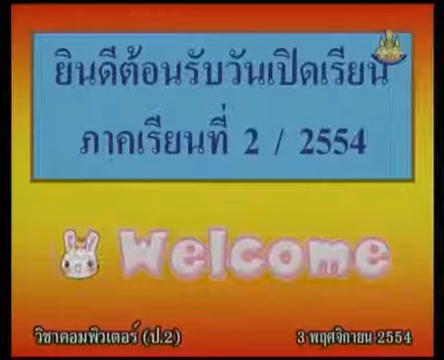 ยินดีต้อนรับวันเปิดเรียน
ภาคเรียนที่ 2 / 2554
Welcome
วิชาคอมพิวเตอร์ (ป.2)
3 พฤศจิกายน 2554